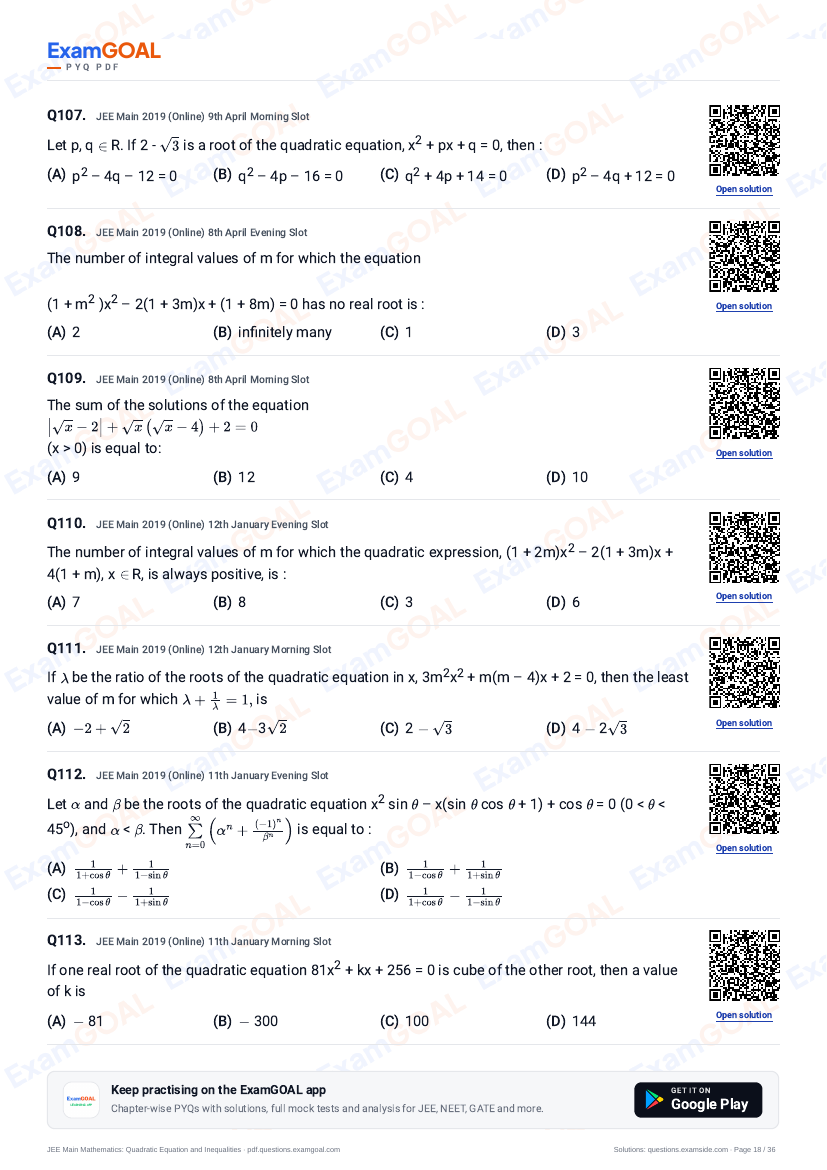 ExamGOAL
PYQ PDF
Q107. JEE Main 2019 (Online) 9th April Morning Slot
Let p, q ∈ R. If 2 - √3 is a root of the quadratic equation, x² + px + q = 0, then :
(A) p² − 4q − 12 = 0 (B) q² − 4p − 16 = 0 (C) q² + 4p + 14 = 0 (D) p² − 4q + 12 = 0
Open solution
Q108. JEE Main 2019 (Online) 8th April Evening Slot
The number of integral values of m for which the equation
(1 + m² )x² − 2(1 + 3m)x + (1 + 8m) = 0 has no real root is :
(A) 2 (B) infinitely many (C) 1 (D) 3
Open solution
Q109. JEE Main 2019 (Online) 8th April Morning Slot
The sum of the solutions of the equation
|√x − 2| + √x (√x − 4) + 2 = 0
(x > 0) is equal to:
(A) 9 (B) 12 (C) 4 (D) 10
Open solution
Q110. JEE Main 2019 (Online) 12th January Evening Slot
The number of integral values of m for which the quadratic expression, (1 + 2m)x² − 2(1 + 3m)x +
4(1 + m), x ∈ R, is always positive, is :
(A) 7 (B) 8 (C) 3 (D) 6
Open solution
Q111. JEE Main 2019 (Online) 12th January Morning Slot
If λ be the ratio of the roots of the quadratic equation in x, 3m²x² + m(m − 4)x + 2 = 0, then the least
value of m for which λ + 1/λ = 1, is
(A) −2 + √2 (B) 4−3√2 (C) 2 − √3 (D) 4 − 2√3
Open solution
Q112. JEE Main 2019 (Online) 11th January Evening Slot
Let α and β be the roots of the quadratic equation x² sin θ − x(sin θ cos θ + 1) + cos θ = 0 (0 < θ <
45º), and α < β. Then ∞∑n=0 (αⁿ + (−1)ⁿ/βⁿ) is equal to :
(A) 1/(1+cos θ) + 1/(1−sin θ) (B) 1/(1−cos θ) + 1/(1+sin θ)
(C) 1/(1−cos θ) − 1/(1+sin θ) (D) 1/(1+cos θ) − 1/(1−sin θ)
Open solution
Q113. JEE Main 2019 (Online) 11th January Morning Slot
If one real root of the quadratic equation 81x² + kx + 256 = 0 is cube of the other root, then a value
of k is
(A) − 81 (B) − 300 (C) 100 (D) 144
Open solution
ExamGOAL
Keep practising on the ExamGOAL app
Chapter-wise PYQs with solutions, full mock tests and analysis for JEE, NEET, GATE and more.
GET IT ON
Google Play
JEE Main Mathematics: Quadratic Equation and Inequalities · pdf.questions.examgoal.com Solutions: questions.examside.com · Page 18 / 36